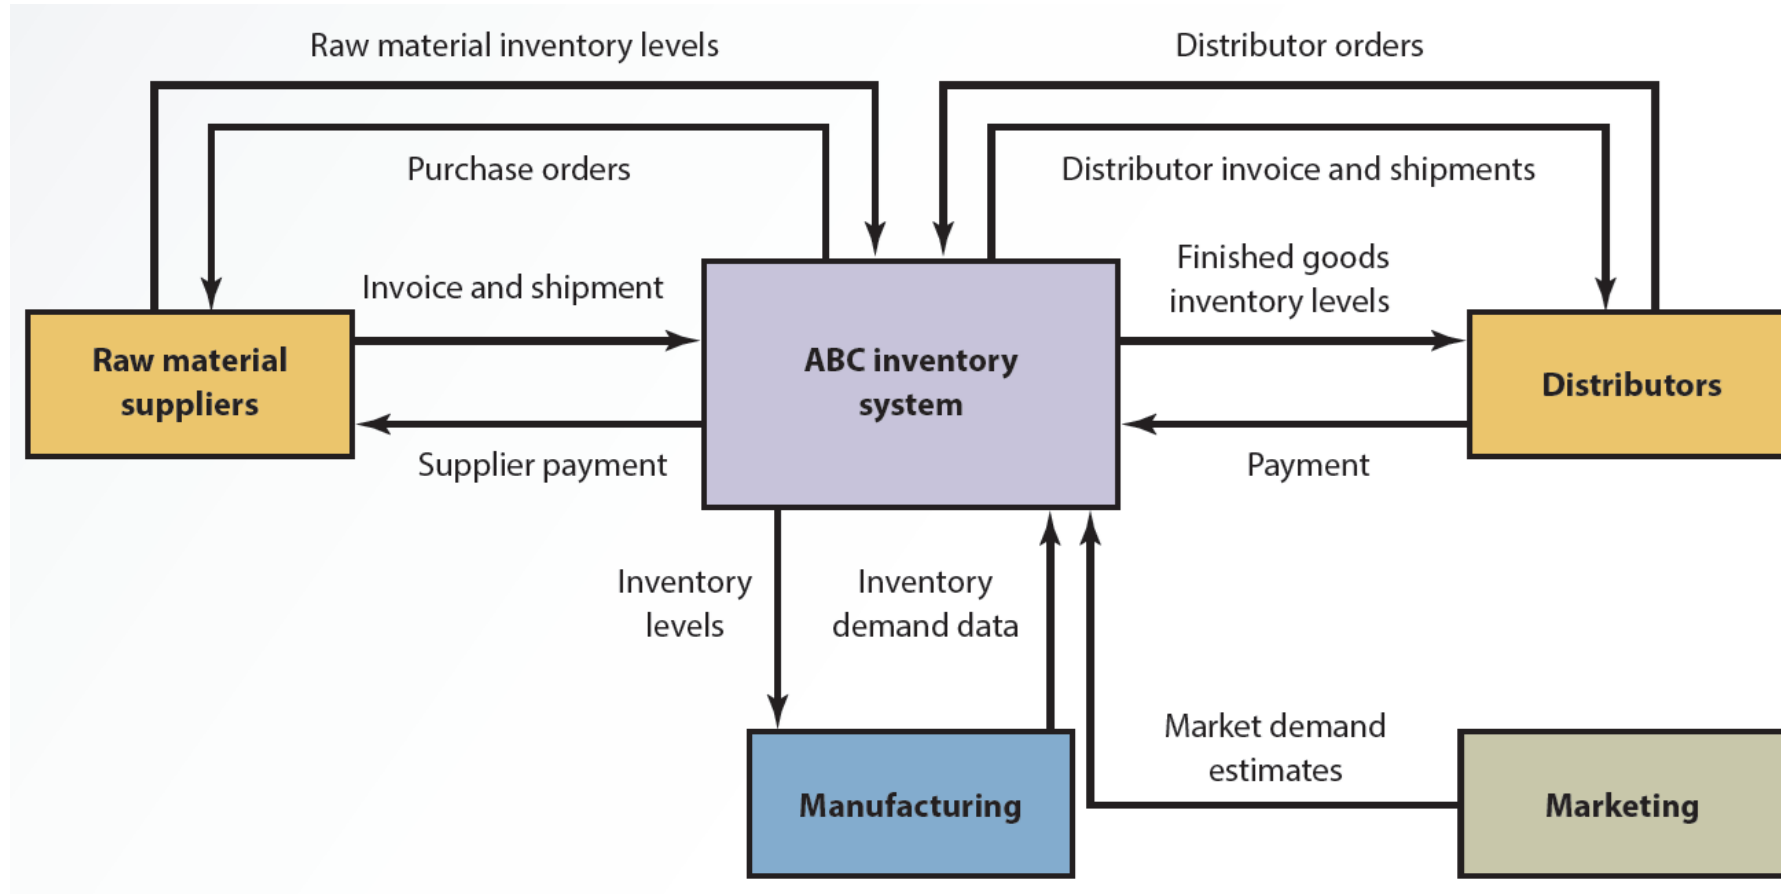 Raw material inventory levels
Distributor orders
Purchase orders
Distributor invoice and shipments
Invoice and shipment
Finished goods
inventory levels
Raw material
suppliers
ABC inventory
system
Distributors
Supplier payment
Payment
Inventory
levels
Inventory
demand data
Market demand
estimates
Manufacturing
Marketing